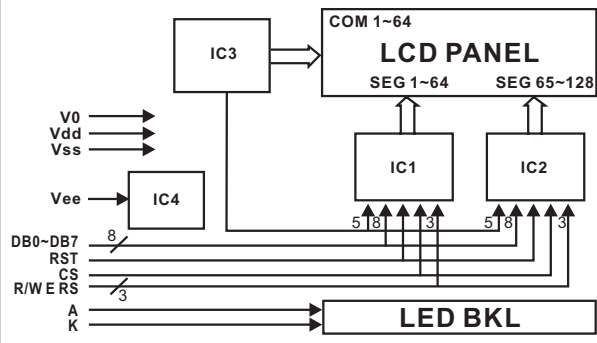 COM 1~64
IC3
LCD PANEL
SEG 1~64 SEG 65~128
V0
Vdd
Vss
IC1 IC2
Vee IC4
5 8 3 5 8 3
DB0~DB7 8
RST
CS
R/W E RS 3
A
K
LED BKL